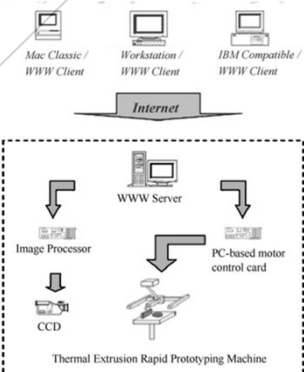 Mac Classic / Workstation / IBM Compatible /
WWW Client WWW Client WWW Client
Internet
WWW Server
Image Processor
PC-based motor
control card
CCD
Thermal Extrusion Rapid Prototyping Machine